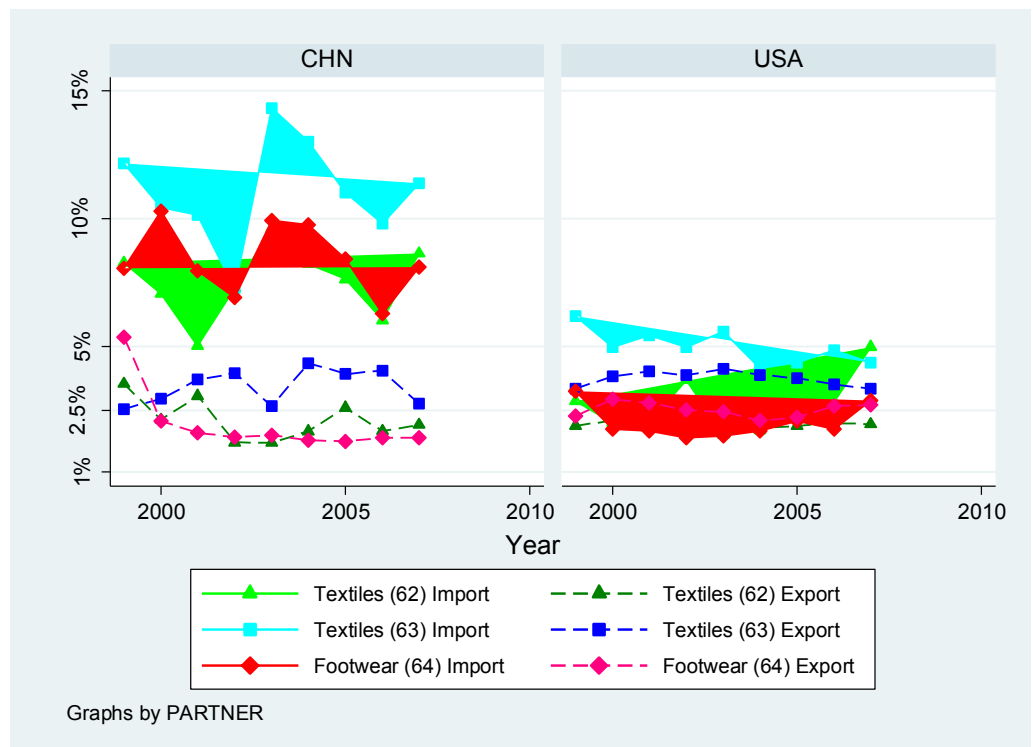 CHN
USA
15%
10%
5%
2.5%
1%
2000
2005
2010
2000
2005
2010
Year
Textiles (62) Import
Textiles (62) Export
Textiles (63) Import
Textiles (63) Export
Footwear (64) Import
Footwear (64) Export
Graphs by PARTNER